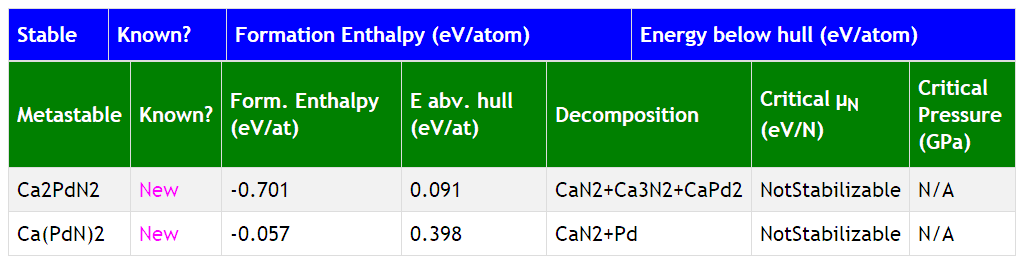 Stable Known? Formation Enthalpy (eV/atom) Energy below hull (eV/atom)
Metastable Known? Form. Enthalpy (eV/at) E abv. hull (eV/at) Decomposition Critical μN (eV/N) Critical Pressure (GPa)
Ca2PdN2 New -0.701 0.091 CaN2+Ca3N2+CaPd2 NotStabilizable N/A
Ca(PdN)2 New -0.057 0.398 CaN2+Pd NotStabilizable N/A